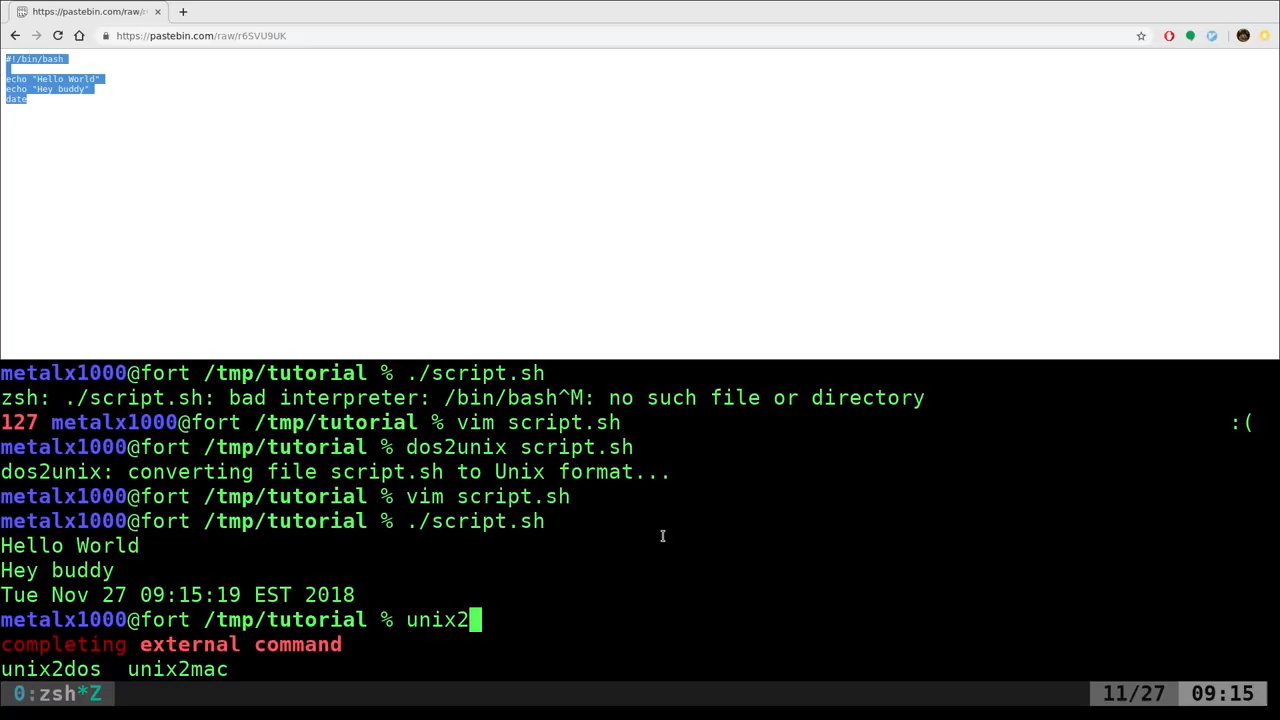 https://pastebin.com/raw/r
https://pastebin.com/raw/r6SVU9UK
#!/bin/bash
echo "Hello World"
echo "Hey buddy"
date
metalx1000@fort /tmp/tutorial % ./script.sh
zsh: ./script.sh: bad interpreter: /bin/bash^M: no such file or directory
127 metalx1000@fort /tmp/tutorial % vim script.sh :(
metalx1000@fort /tmp/tutorial % dos2unix script.sh
dos2unix: converting file script.sh to Unix format...
metalx1000@fort /tmp/tutorial % vim script.sh
metalx1000@fort /tmp/tutorial % ./script.sh
Hello World
Hey buddy
Tue Nov 27 09:15:19 EST 2018
metalx1000@fort /tmp/tutorial % unix2
completing external command
unix2dos unix2mac
0:zsh*Z 11/27 09:15